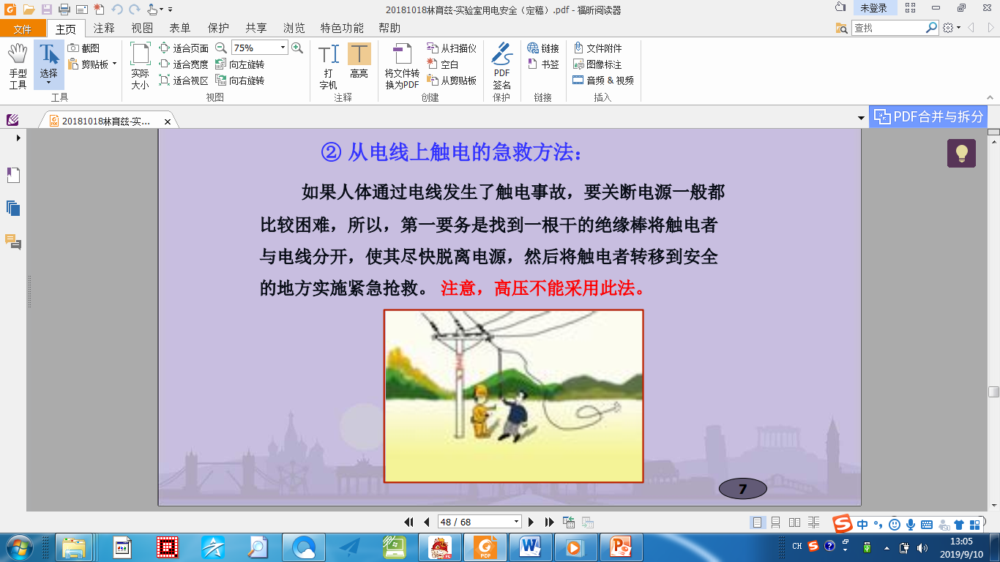 20181018林育兹-实验室用电安全（定稿）.pdf - 福昕阅读器
未登录
文件 主页 注释 视图 表单 保护 共享 浏览 特色功能 帮助
查找
手型工具
选择
截图
剪贴板
工具
实际大小
适合页面
适合宽度
适合视区
75%
向左旋转
向右旋转
视图
打字机
高亮
注释
将文件转换为PDF
从扫描仪
空白
从剪贴板
创建
PDF签名
保护
链接
书签
链接
文件附件
图像标注
音频 & 视频
插入
20181018林育兹-实...
PDF合并与拆分
② 从电线上触电的急救方法：
如果人体通过电线发生了触电事故，要关断电源一般都
比较困难，所以，第一要务是找到一根干的绝缘棒将触电者
与电线分开，使其尽快脱离电源，然后将触电者转移到安全
的地方实施紧急抢救。 注意，高压不能采用此法。
7
48 / 68
中
CH
13:05
2019/9/10